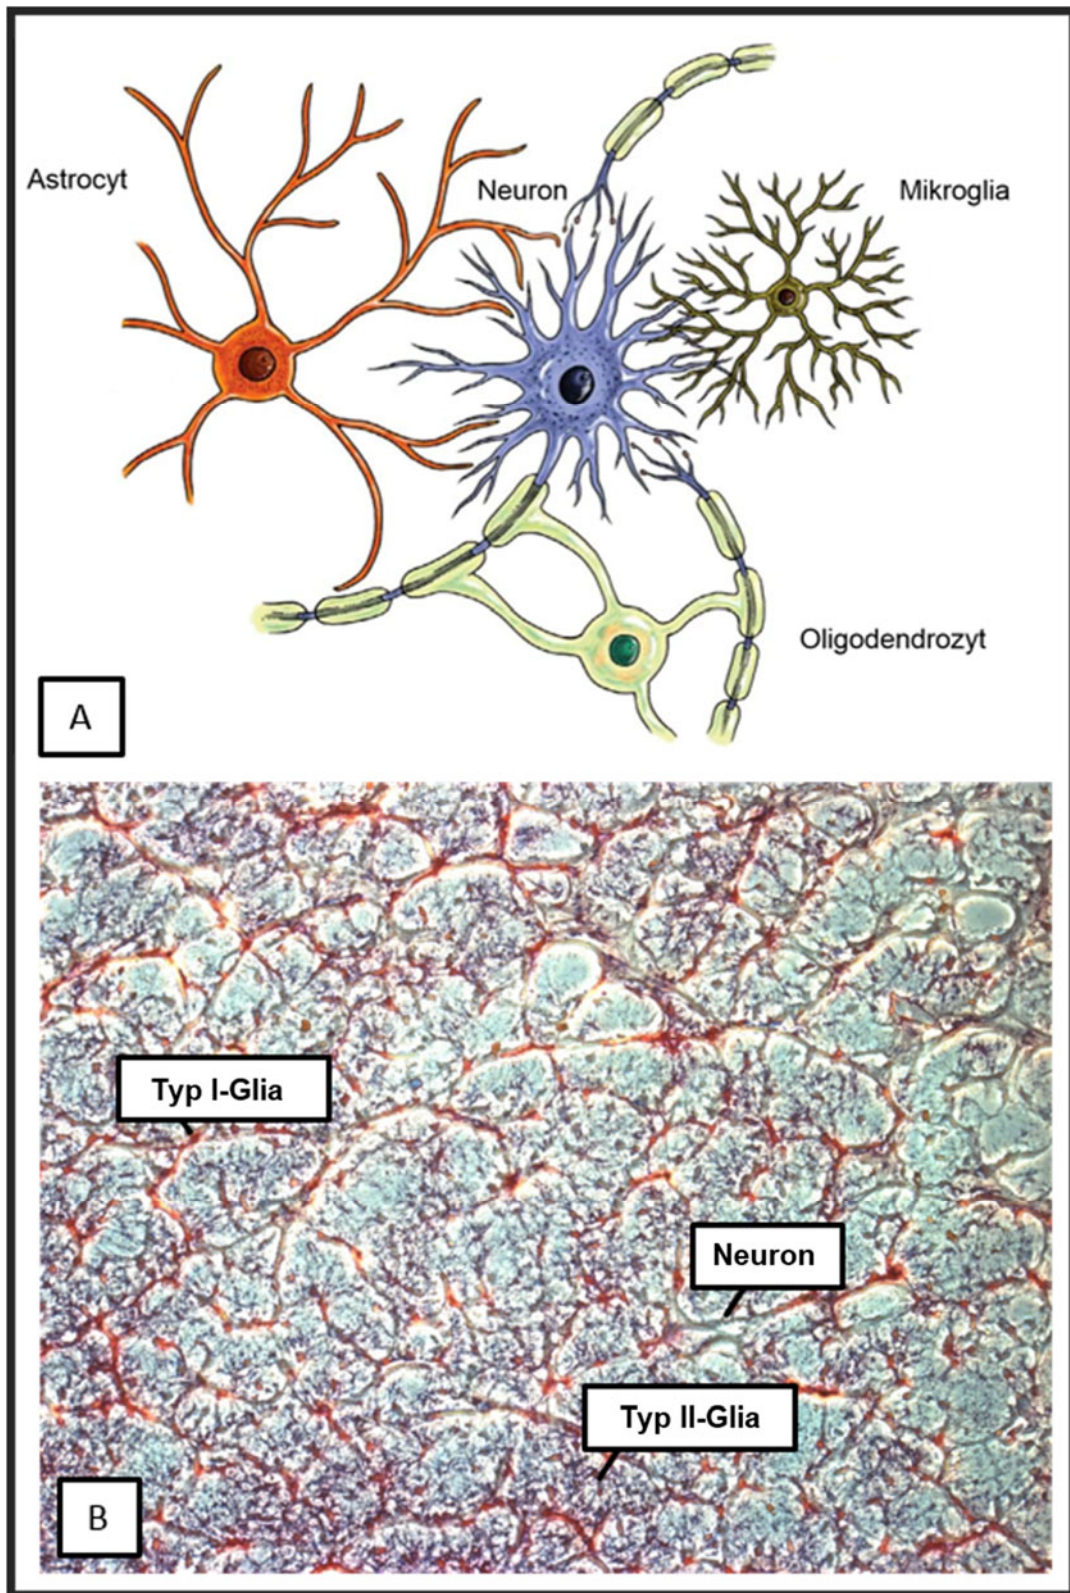 Astrocyt
Neuron
Mikroglia
Oligodendrozyt
A
Typ I-Glia
Neuron
Typ II-Glia
B